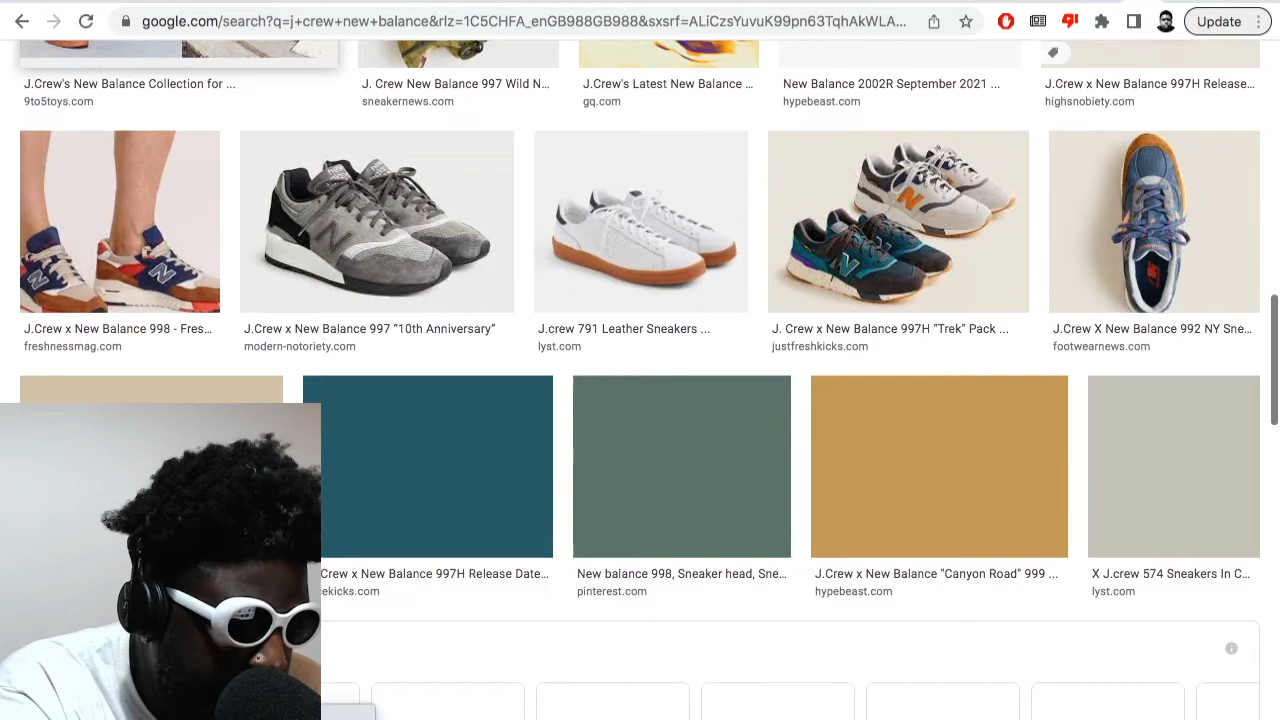 google.com/search?q=j+crew+new+balance&rlz=1C5CHFA_enGB988GB988&sxsrf=ALiCzsYuvuK99pn63TqhAkWLA...
Update
J.Crew's New Balance Collection for ...
9to5toys.com
J. Crew New Balance 997 Wild N...
sneakernews.com
J.Crew's Latest New Balance ...
gq.com
New Balance 2002R September 2021 ...
hypebeast.com
J.Crew x New Balance 997H Release...
highsnobiety.com
J.Crew x New Balance 998 - Fres...
freshnessmag.com
J.Crew x New Balance 997 “10th Anniversary”
modern-notoriety.com
J.crew 791 Leather Sneakers ...
lyst.com
J. Crew x New Balance 997H "Trek" Pack ...
justfreshkicks.com
J.Crew X New Balance 992 NY Sne...
footwearnews.com
Crew x New Balance 997H Release Date...
ekicks.com
New balance 998, Sneaker head, Sne...
pinterest.com
J.Crew x New Balance "Canyon Road" 999 ...
hypebeast.com
X J.crew 574 Sneakers In C...
lyst.com